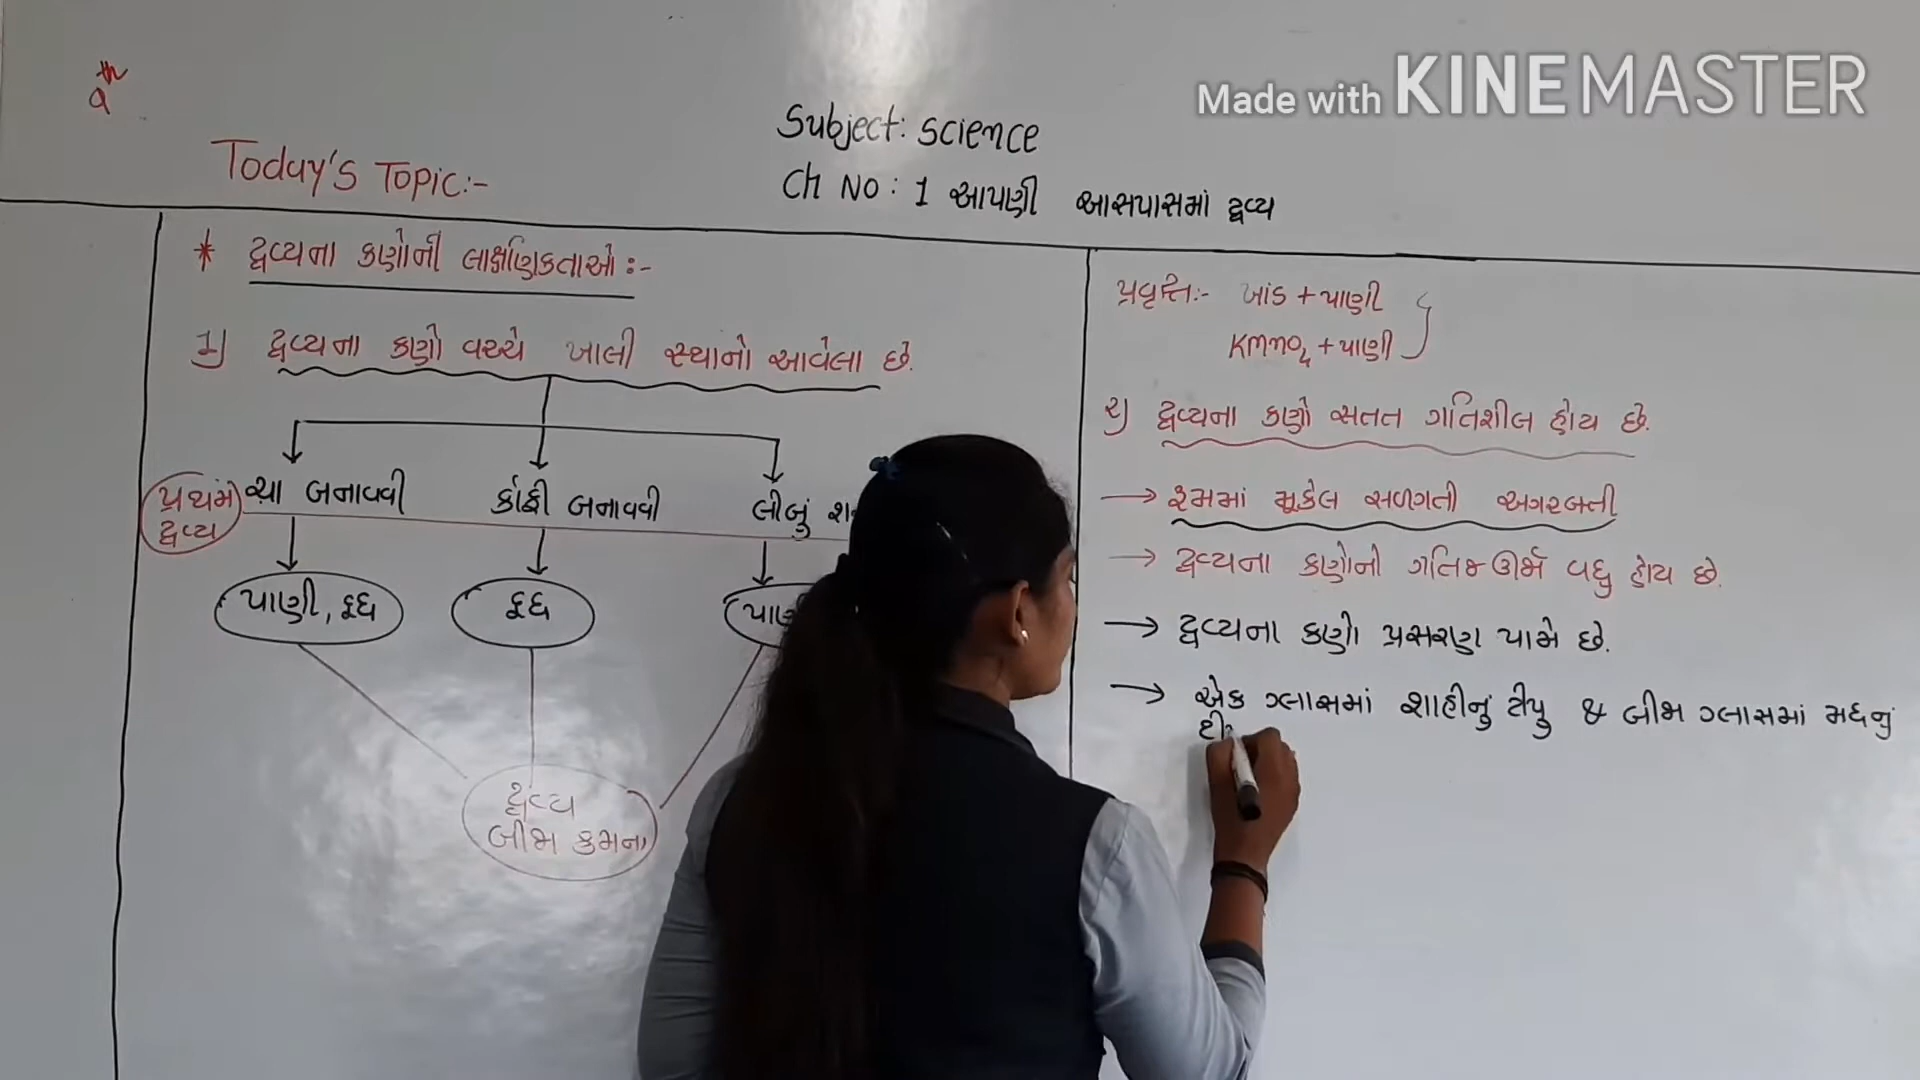 Made with KINEMASTER
9th
Subject: Science
Today's Topic:-
Ch No: 1 આપણી આસપાસમાં દ્રવ્ય
* દ્રવ્યના કણોની લાક્ષણિકતાઓ:-
1) દ્રવ્યના કણો વચ્ચે ખાલી સ્થાનો આવેલા છે.
ચા બનાવવી
કોફી બનાવવી
લીંબું
પ્રથમ
દ્રવ્ય
પાણી, દૂધ
દૂધ
દ્રવ્ય
બીજા ક્રમના
પ્રવૃત્તિ:- ખાંડ + પાણી
KMnO4 + પાણી
2) દ્રવ્યના કણો સતત ગતિશીલ હોય છે.
→ રૂમમાં મૂકેલ સળગતી અગરબત્તી
→ દ્રવ્યના કણોની ગતિજ ઊર્જા વધુ હોય છે.
→ દ્રવ્યના કણો પ્રસરણ પામે છે.
→ એક ગ્લાસમાં શાહીનું ટીપુ & બીજા ગ્લાસમાં મધનું